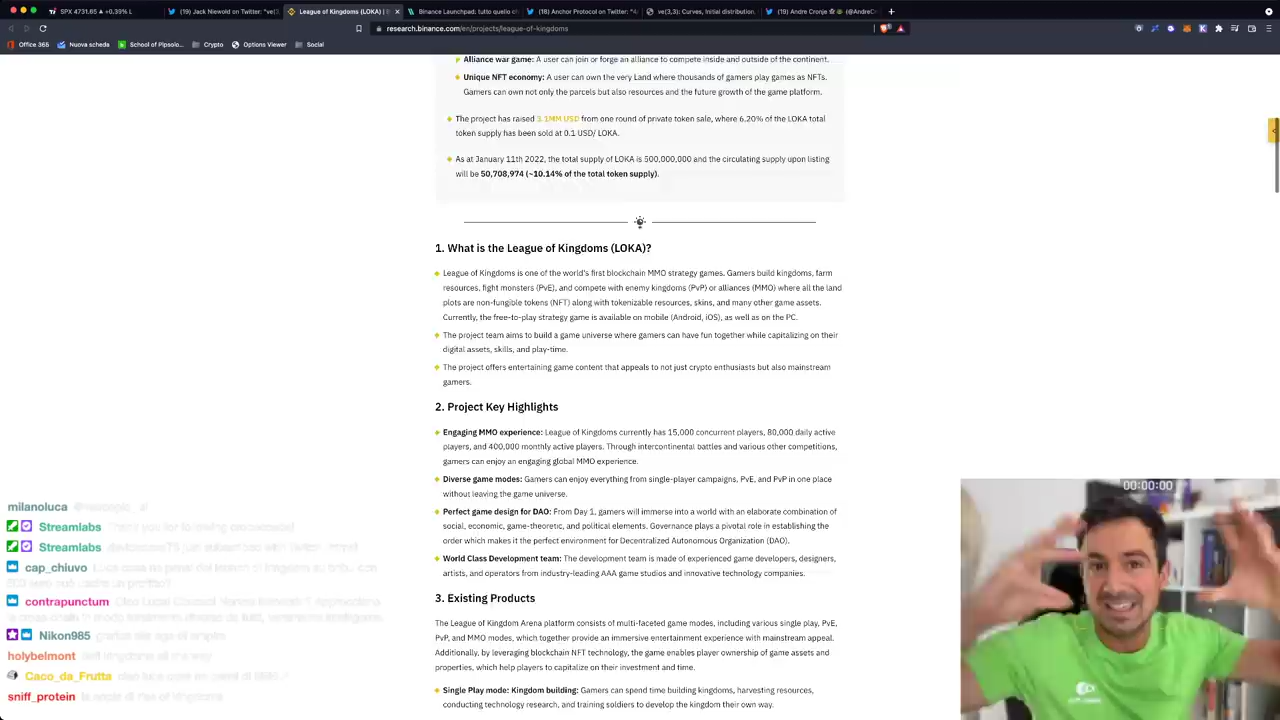 SPX 4731.65 ▲ +0.39% L
(19) Jack Niewold on Twitter: "ve(3
League of Kingdoms (LOKA) |
Binance Launchpad; tutto quello c
(18) Anchor Protocol on Twitter:
ve(3,3): Curves, Initial distribution,
(19) Andre Cronje
(@AndreC
research.binance.com/en/projects/league-of-kingdoms
Office 365
Nuova scheda
School of Pipsolo...
Crypto
Options Viewer
Social
Alliance war game: A user can join or forge an alliance to compete inside and outside of the continent.
Unique NFT economy: A user can own the very Land where thousands of gamers play games as NFTs.
Gamers can own not only the parcels but also resources and the future growth of the game platform.
The project has raised 3.1MM USD from one round of private token sale, where 6.20% of the LOKA total
token supply has been sold at 0.1 USD/ LOKA.
As at January 11th 2022, the total supply of LOKA is 500,000,000 and the circulating supply upon listing
will be 50,708,974 (~10.14% of the total token supply).
1. What is the League of Kingdoms (LOKA)?
League of Kingdoms is one of the world's first blockchain MMO strategy games. Gamers build kingdoms, farm
resources, fight monsters (PvE), and compete with enemy kingdoms (PvP) or alliances (MMO) where all the land
plots are non-fungible tokens (NFT) along with tokenizable resources, skins, and many other game assets.
Currently, the free-to-play strategy game is available on mobile (Android, iOS), as well as on the PC.
The project team aims to build a game universe where gamers can have fun together while capitalizing on their
digital assets, skills, and play-time.
The project offers entertaining game content that appeals to not just crypto enthusiasts but also mainstream
gamers.
2. Project Key Highlights
Engaging MMO experience: League of Kingdoms currently has 15,000 concurrent players, 80,000 daily active
players, and 400,000 monthly active players. Through intercontinental battles and various other competitions,
gamers can enjoy an engaging global MMO experience.
Diverse game modes: Gamers can enjoy everything from single-player campaigns, PvE, and PvP in one place
without leaving the game universe.
Perfect game design for DAO: From Day 1, gamers will immerse into a world with an elaborate combination of
social, economic, game-theoretic, and political elements. Governance plays a pivotal role in establishing the
order which makes it the perfect environment for Decentralized Autonomous Organization (DAO).
World Class Development team: The development team is made of experienced game developers, designers,
artists, and operators from industry-leading AAA game studios and innovative technology companies.
3. Existing Products
The League of Kingdom Arena platform consists of multi-faceted game modes, including various single play, PvE,
PvP, and MMO modes, which together provide an immersive entertainment experience with mainstream appeal.
Additionally, by leveraging blockchain NFT technology, the game enables player ownership of game assets and
properties, which help players to capitalize on their investment and time.
Single Play mode: Kingdom building: Gamers can spend time building kingdoms, harvesting resources,
conducting technology research, and training soldiers to develop the kingdom their own way.
00:00:00
milanoluca
Streamlabs Thank you for following
Streamlabs just subscribed with Twitch Prime!
cap_chiuvo
contrapunctum
Nikon985
holybelmont
Caco_da_Frutta
sniff_protein